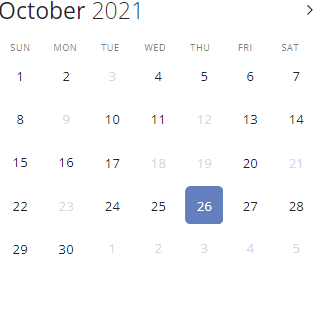 October 2021
SUN MON TUE WED THU FRI SAT
1 2 3 4 5 6 7
8 9 10 11 12 13 14
15 16 17 18 19 20 21
22 23 24 25 26 27 28
29 30 1 2 3 4 5